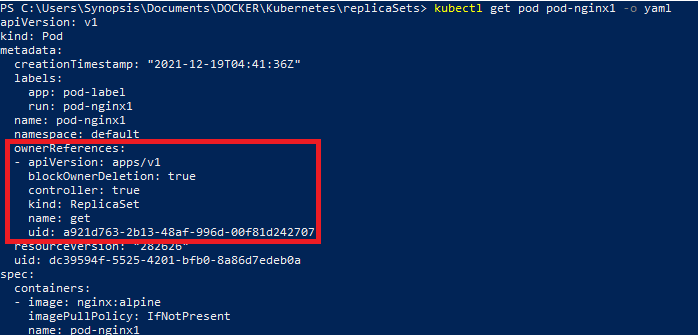 PS C:\Users\Synopsis\Documents\DOCKER\Kubernetes\replicaSets> kubectl get pod pod-nginx1 -o yaml
apiVersion: v1
kind: Pod
metadata:
  creationTimestamp: "2021-12-19T04:41:36Z"
  labels:
    app: pod-label
    run: pod-nginx1
  name: pod-nginx1
  namespace: default
  ownerReferences:
  - apiVersion: apps/v1
    blockOwnerDeletion: true
    controller: true
    kind: ReplicaSet
    name: get
    uid: a921d763-2b13-48af-996d-00f81d242707
  resourceVersion: "282626"
  uid: dc39594f-5525-4201-bfb0-8a86d7edeb0a
spec:
  containers:
  - image: nginx:alpine
    imagePullPolicy: IfNotPresent
    name: pod-nginx1